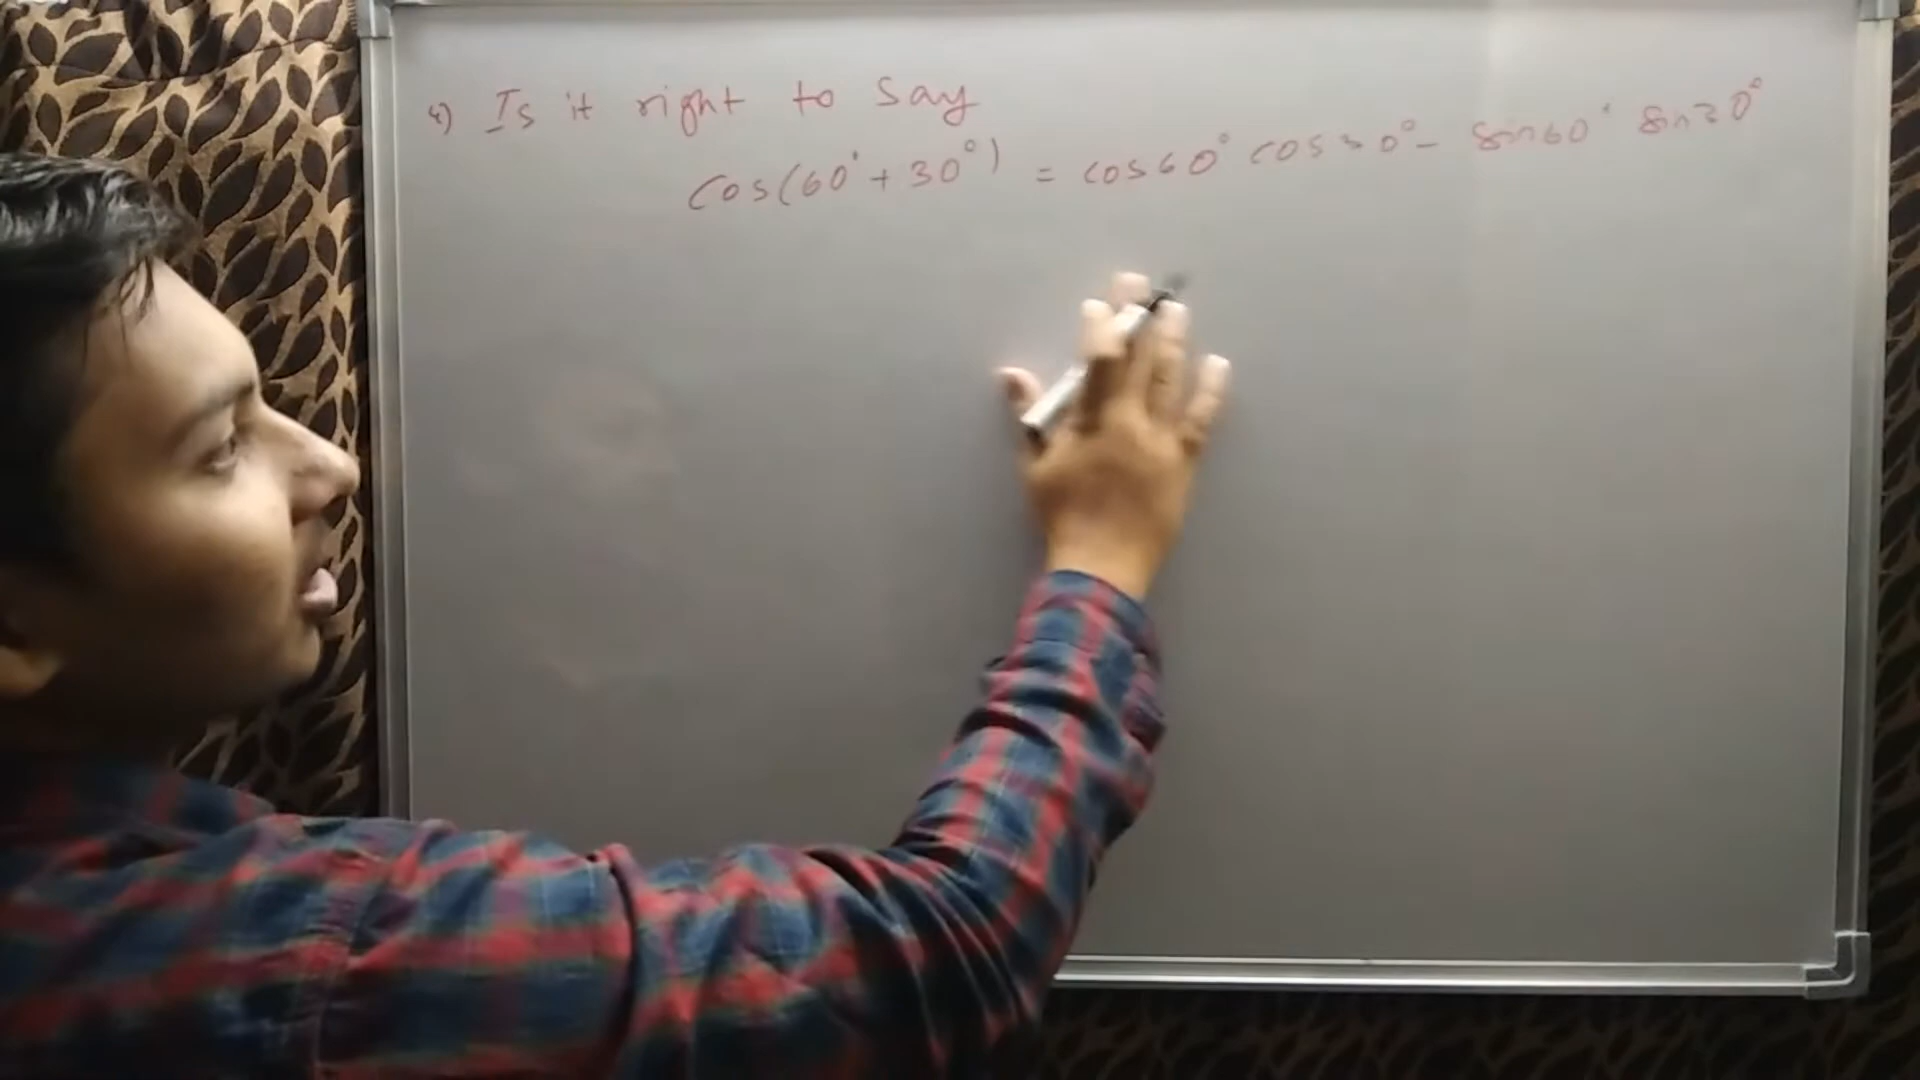 4) Is it right to say
cos(60° + 30°) = cos60° cos30° - sin60° sin30°